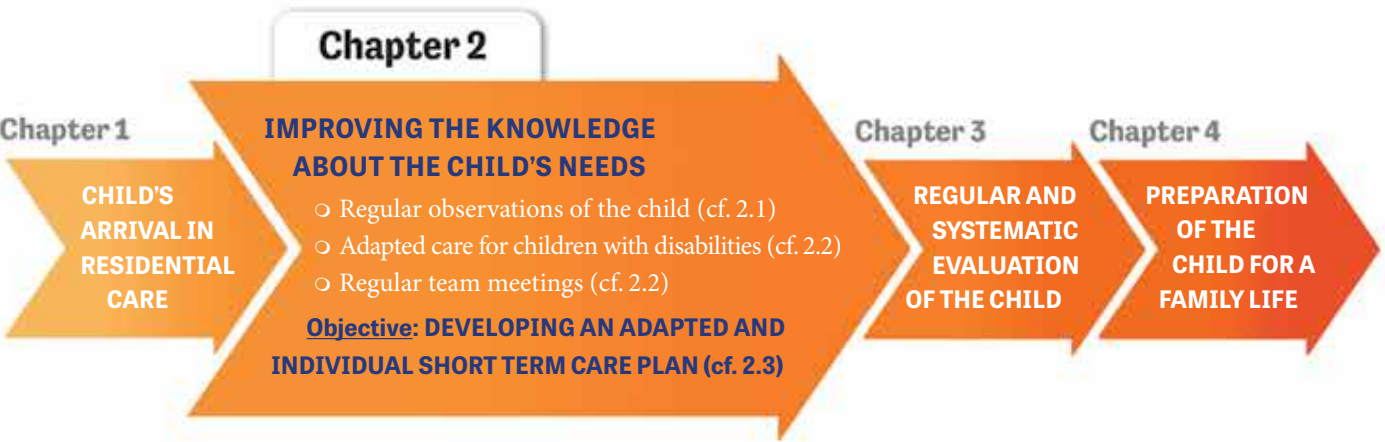 Chapter 1
CHILD'S
ARRIVAL IN
RESIDENTIAL
CARE
Chapter 2
IMPROVING THE KNOWLEDGE
ABOUT THE CHILD'S NEEDS
○ Regular observations of the child (cf. 2.1)
○ Adapted care for children with disabilities (cf. 2.2)
○ Regular team meetings (cf. 2.2)
Objective: DEVELOPING AN ADAPTED AND
INDIVIDUAL SHORT TERM CARE PLAN (cf. 2.3)
Chapter 3
REGULAR AND
SYSTEMATIC
EVALUATION
OF THE CHILD
Chapter 4
PREPARATION
OF THE
CHILD FOR A
FAMILY LIFE